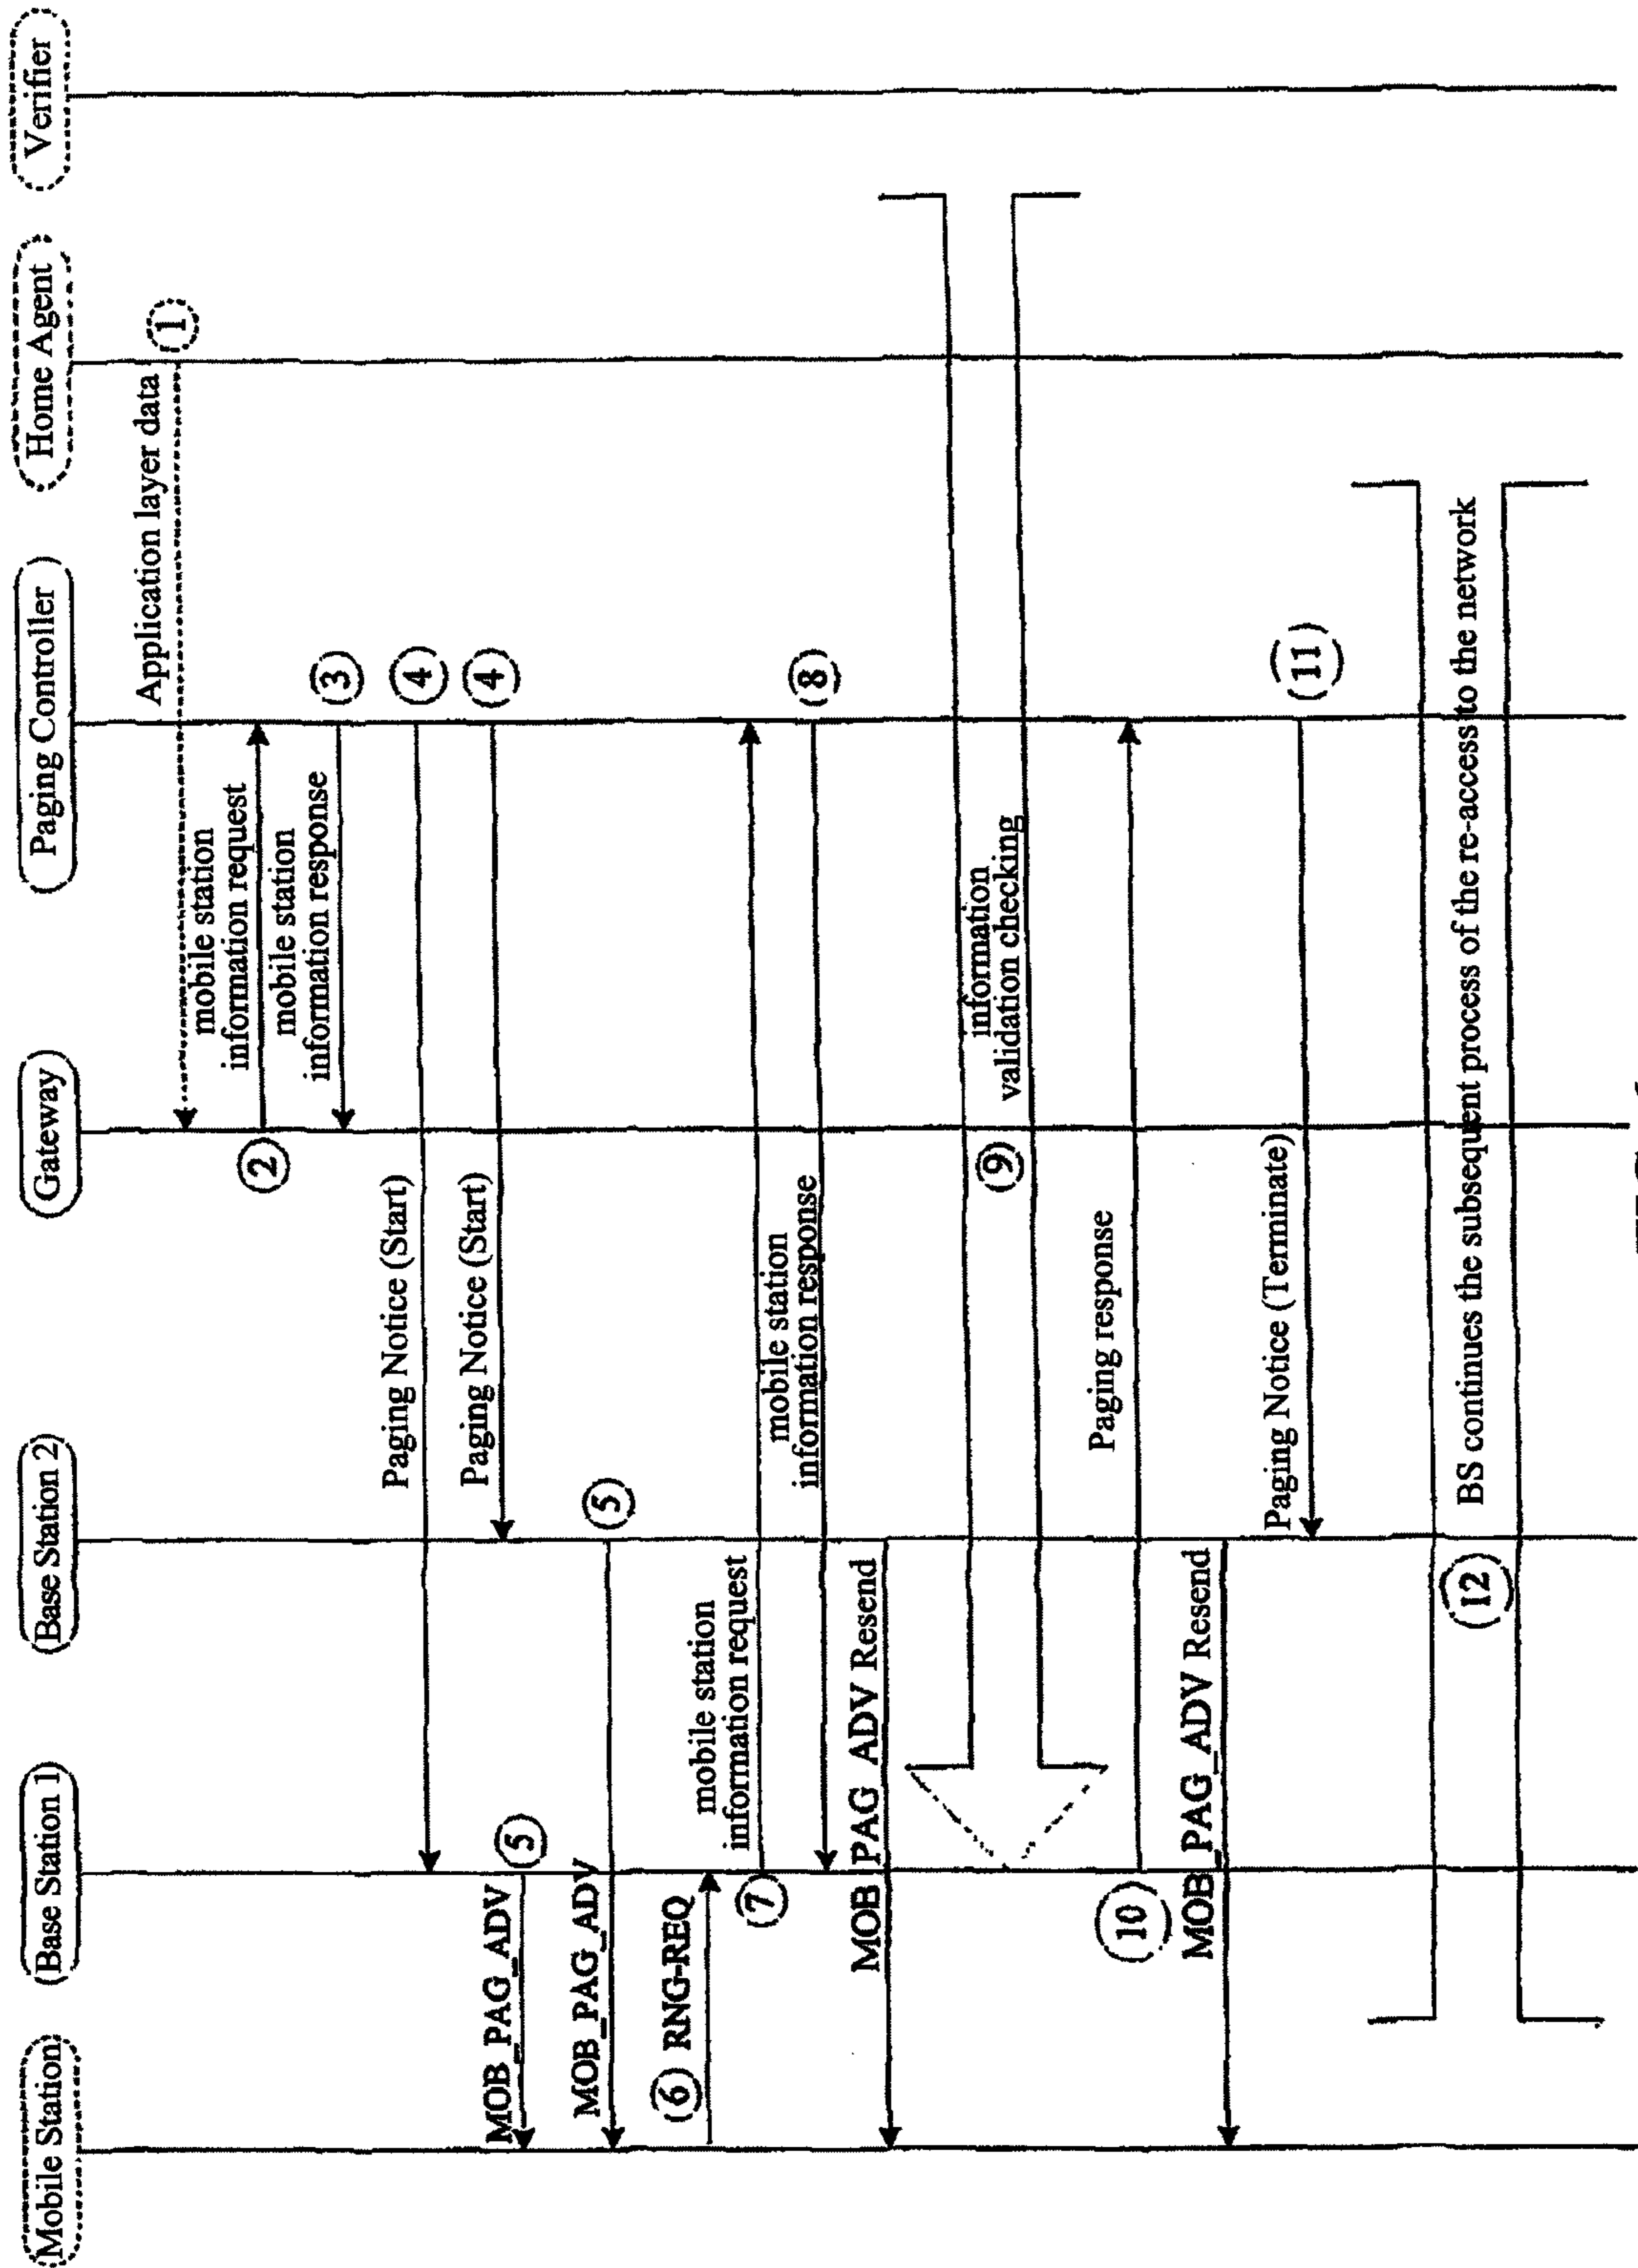 Mobile Station
Base Station 1
Base Station 2
Gateway
Paging Controller
Home Agent
Verifier
Application layer data
1
mobile station
information request
2
mobile station
information response
3
Paging Notice (Start)
4
Paging Notice (Start)
4
MOB_PAG_ADV
5
MOB_PAG_ADV
5
6
RNG-REQ
7
mobile station
information request
mobile station
information response
8
MOB_PAG_ADV Resend
9
information
validation checking
10
Paging response
MOB_PAG_ADV Resend
Paging Notice (Terminate)
11
12
BS continues the subsequent process of the re-access to the network